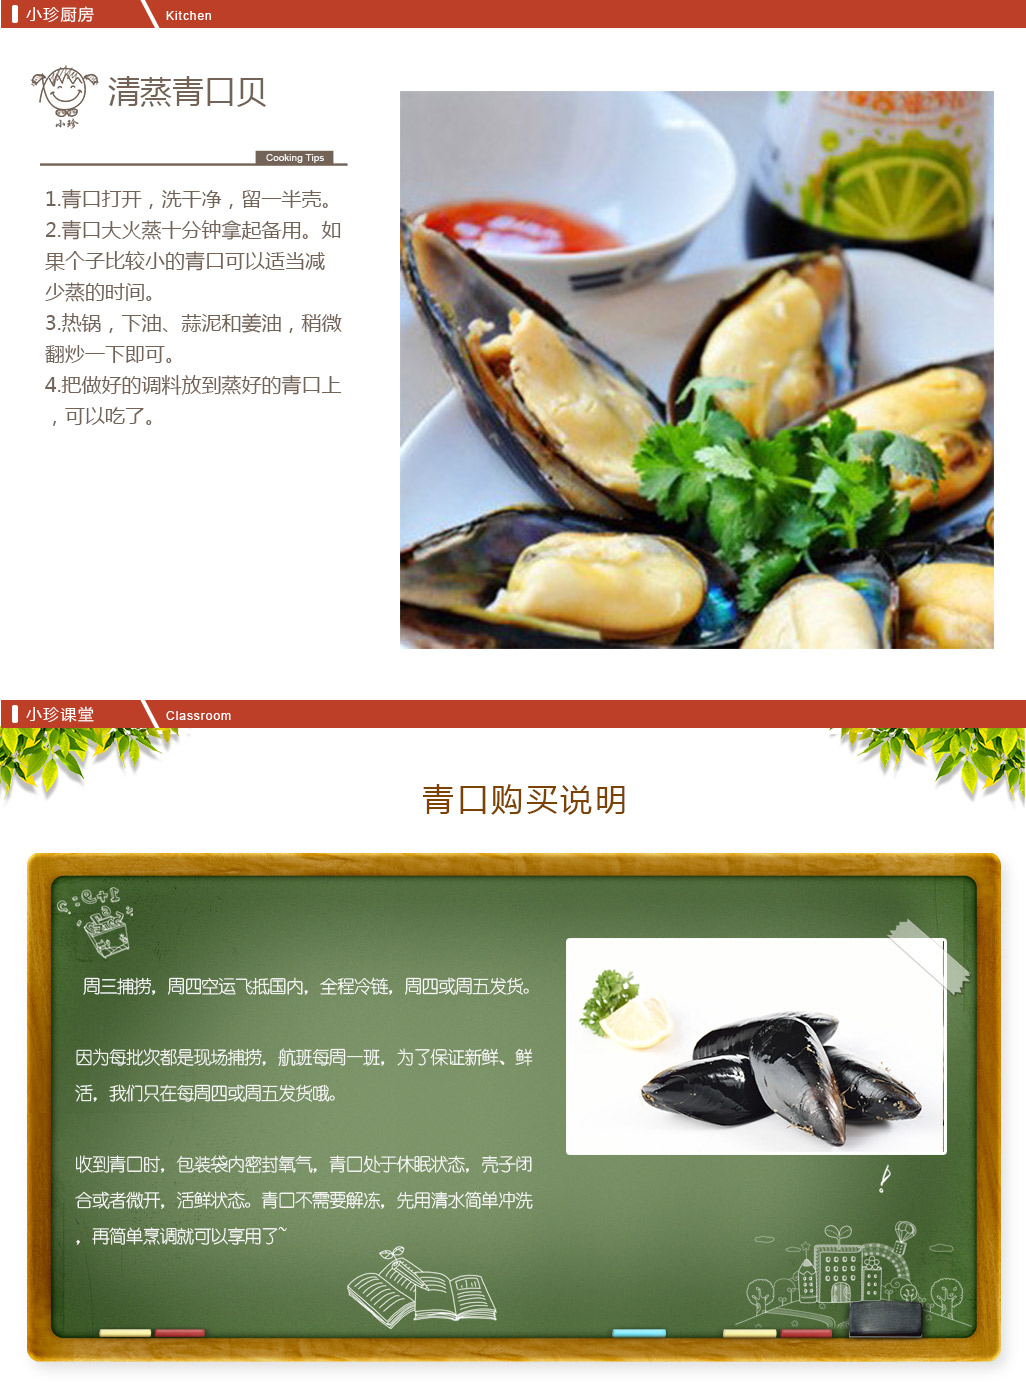 小珍厨房
Kitchen
小珍
清蒸青口贝
Cooking Tips
1.青口打开，洗干净，留一半壳。
2.青口大火蒸十分钟拿起备用。如
果个子比较小的青口可以适当减
少蒸的时间。
3.热锅，下油、蒜泥和姜油，稍微
翻炒一下即可。
4.把做好的调料放到蒸好的青口上
，可以吃了。
小珍课堂
Classroom
青口购买说明
周三捕捞，周四空运飞抵国内，全程冷链，周四或周五发货。
因为每批次都是现场捕捞，航班每周一班，为了保证新鲜、鲜
活，我们只在每周四或周五发货哦。
收到青口时，包装袋内密封氧气，青口处于休眠状态，壳子闭
合或者微开，活鲜状态。青口不需要解冻，先用清水简单冲洗
，再简单烹调就可以享用了~